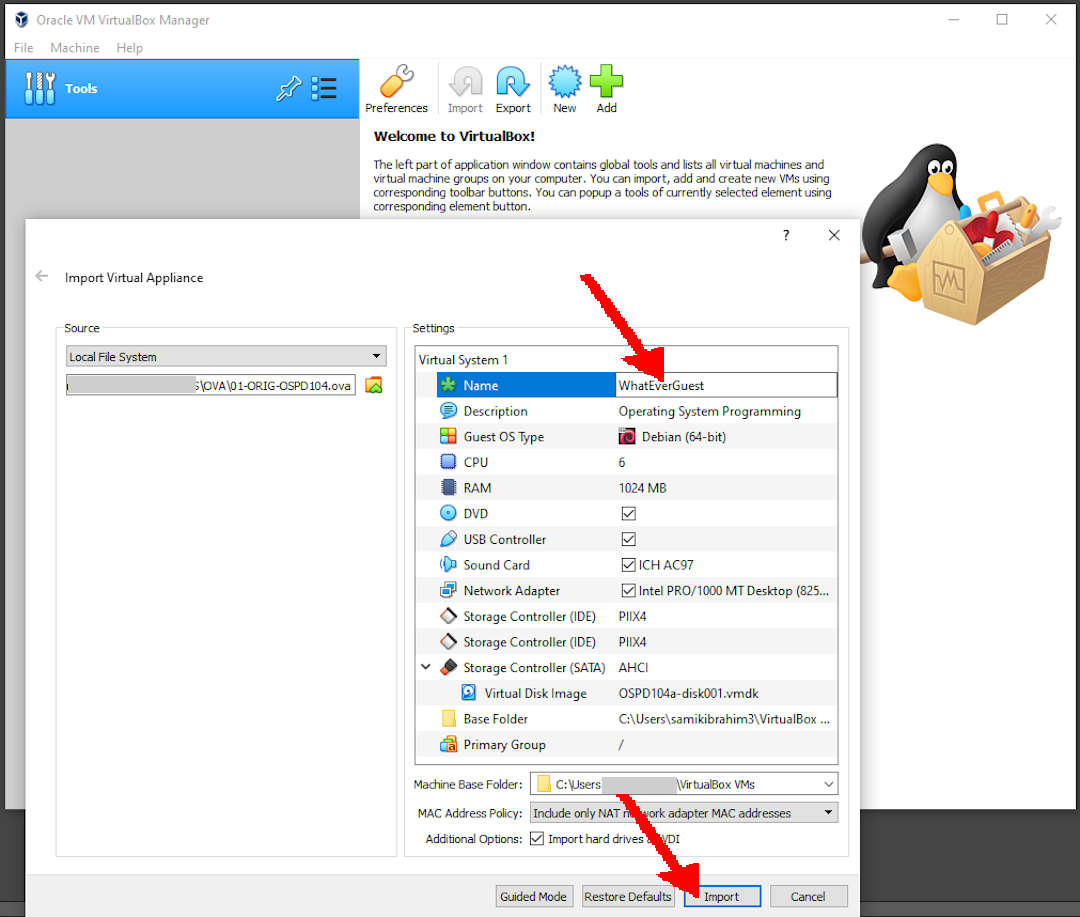 Oracle VM VirtualBox Manager
File Machine Help
Tools
Preferences Import Export New Add
Welcome to VirtualBox!
The left part of application window contains global tools and lists all virtual machines and
virtual machine groups on your computer. You can import, add and create new VMs using
corresponding toolbar buttons. You can popup a tools of currently selected element using
corresponding element button.
?
Import Virtual Appliance
Source
Local File System
\OVA\01-ORIG-OSPD104.ova
Settings
Virtual System 1
Name WhatEverGuest
Description Operating System Programming
Guest OS Type Debian (64-bit)
CPU 6
RAM 1024 MB
DVD
USB Controller
Sound Card ICH AC97
Network Adapter Intel PRO/1000 MT Desktop (825...
Storage Controller (IDE) PIIX4
Storage Controller (IDE) PIIX4
Storage Controller (SATA) AHCI
Virtual Disk Image OSPD104a-disk001.vmdk
Base Folder C:\Users\samikibrahim3\VirtualBox ...
Primary Group /
Machine Base Folder: C:\Users \VirtualBox VMs
MAC Address Policy: Include only NAT network adapter MAC addresses
Additional Options: Import hard drives as VDI
Guided Mode Restore Defaults Import Cancel